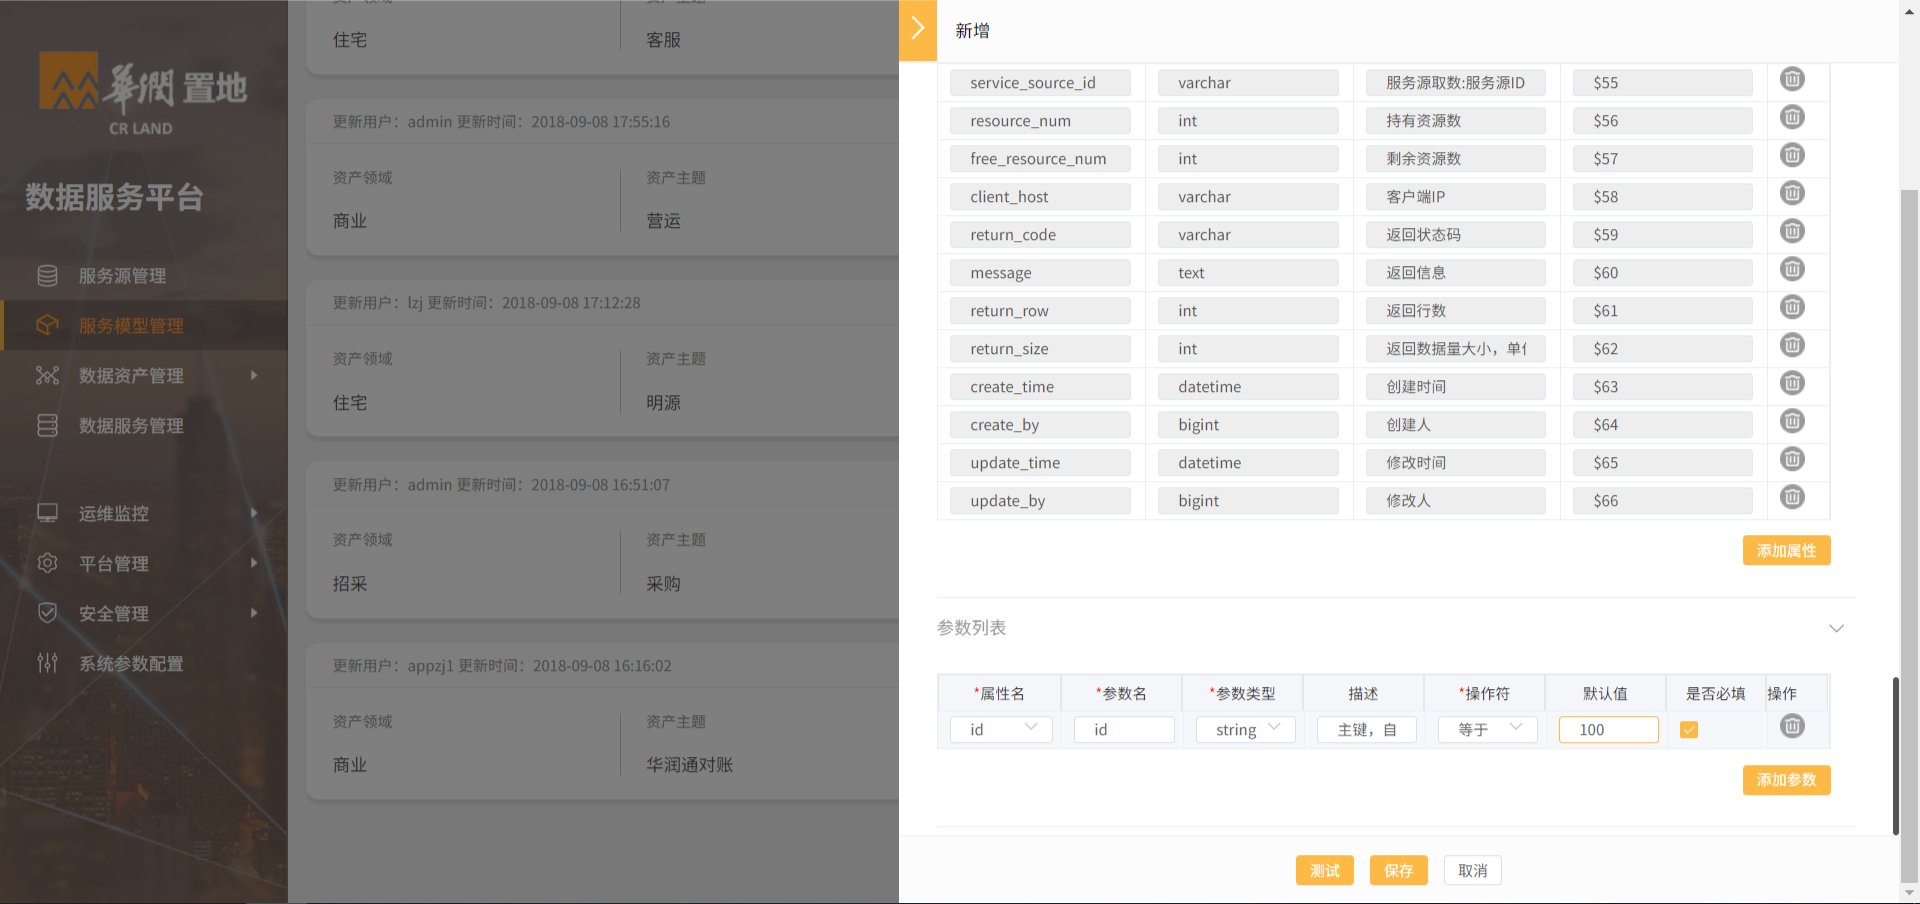 華潤 置地
CR LAND
数据服务平台
服务源管理
服务模型管理
数据资产管理
数据服务管理
运维监控
平台管理
安全管理
系统参数配置
住宅 客服
更新用户：admin 更新时间：2018-09-08 17:55:16
资产领域 资产主题
商业 营运
更新用户：lzj 更新时间：2018-09-08 17:12:28
资产领域 资产主题
住宅 明源
更新用户：admin 更新时间：2018-09-08 16:51:07
资产领域 资产主题
招采 采购
更新用户：appzj1 更新时间：2018-09-08 16:16:02
资产领域 资产主题
商业 华润通对账
新增
service_source_id varchar 服务源取数:服务源ID $55
resource_num int 持有资源数 $56
free_resource_num int 剩余资源数 $57
client_host varchar 客户端IP $58
return_code varchar 返回状态码 $59
message text 返回信息 $60
return_row int 返回行数 $61
return_size int 返回数据量大小，单 $62
create_time datetime 创建时间 $63
create_by bigint 创建人 $64
update_time datetime 修改时间 $65
update_by bigint 修改人 $66
添加属性
参数列表
*属性名 *参数名 *参数类型 描述 *操作符 默认值 是否必填 操作
id id string 主键，自 等于 100
添加参数
测试 保存 取消